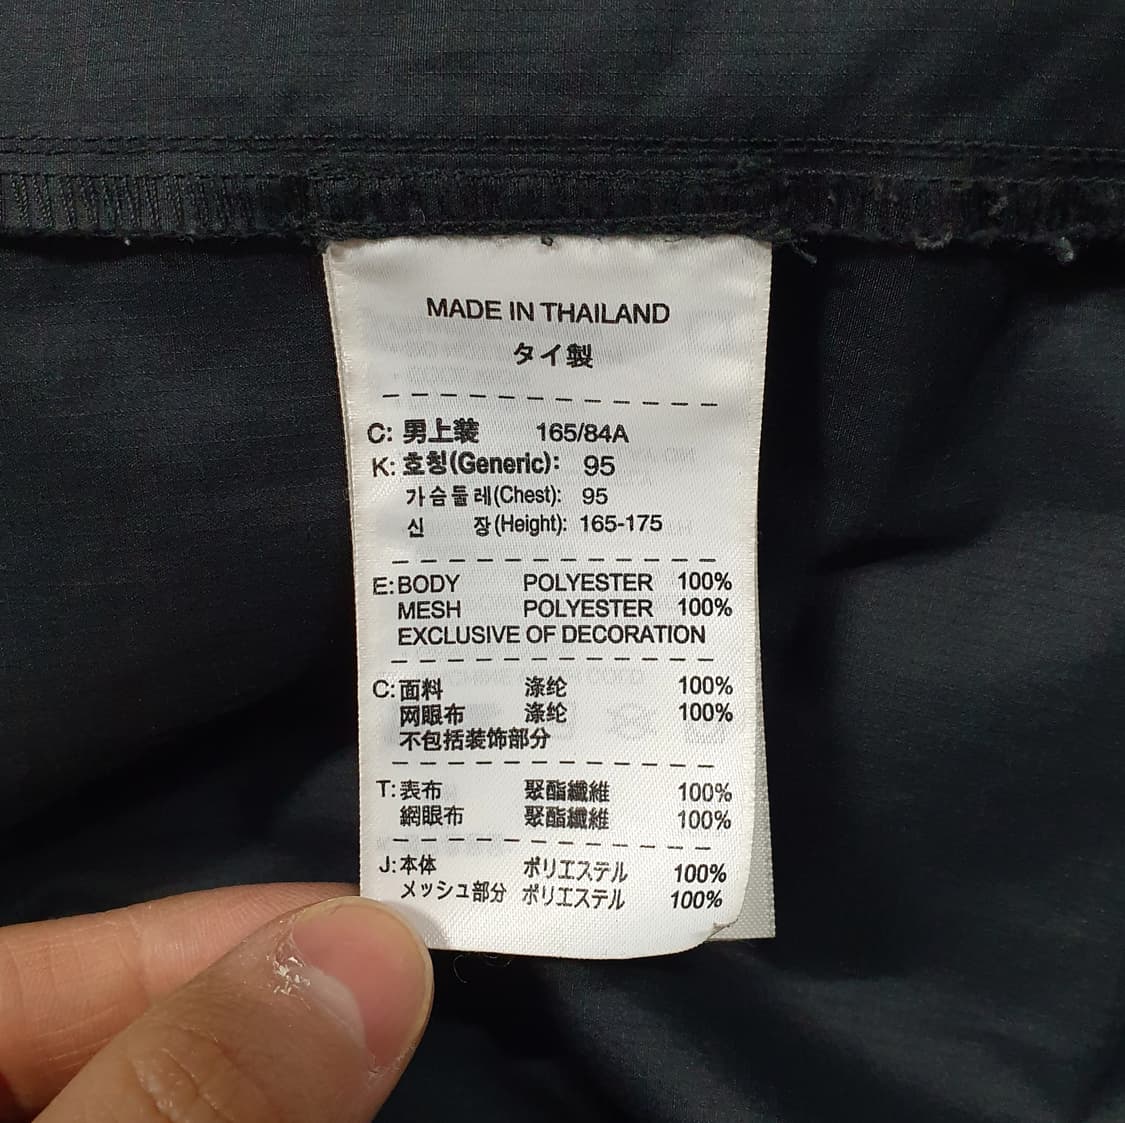 MADE IN THAILAND
タイ製
C: 男上装 165/84A
K: 호칭(Generic): 95
가슴둘레(Chest): 95
신 장(Height): 165-175
E: BODY POLYESTER 100%
MESH POLYESTER 100%
EXCLUSIVE OF DECORATION
C: 面料 涤纶 100%
网眼布 涤纶 100%
不包括装饰部分
T: 表布 聚酯纖維 100%
網眼布 聚酯纖維 100%
J: 本体 ポリエステル 100%
メッシュ部分 ポリエステル 100%